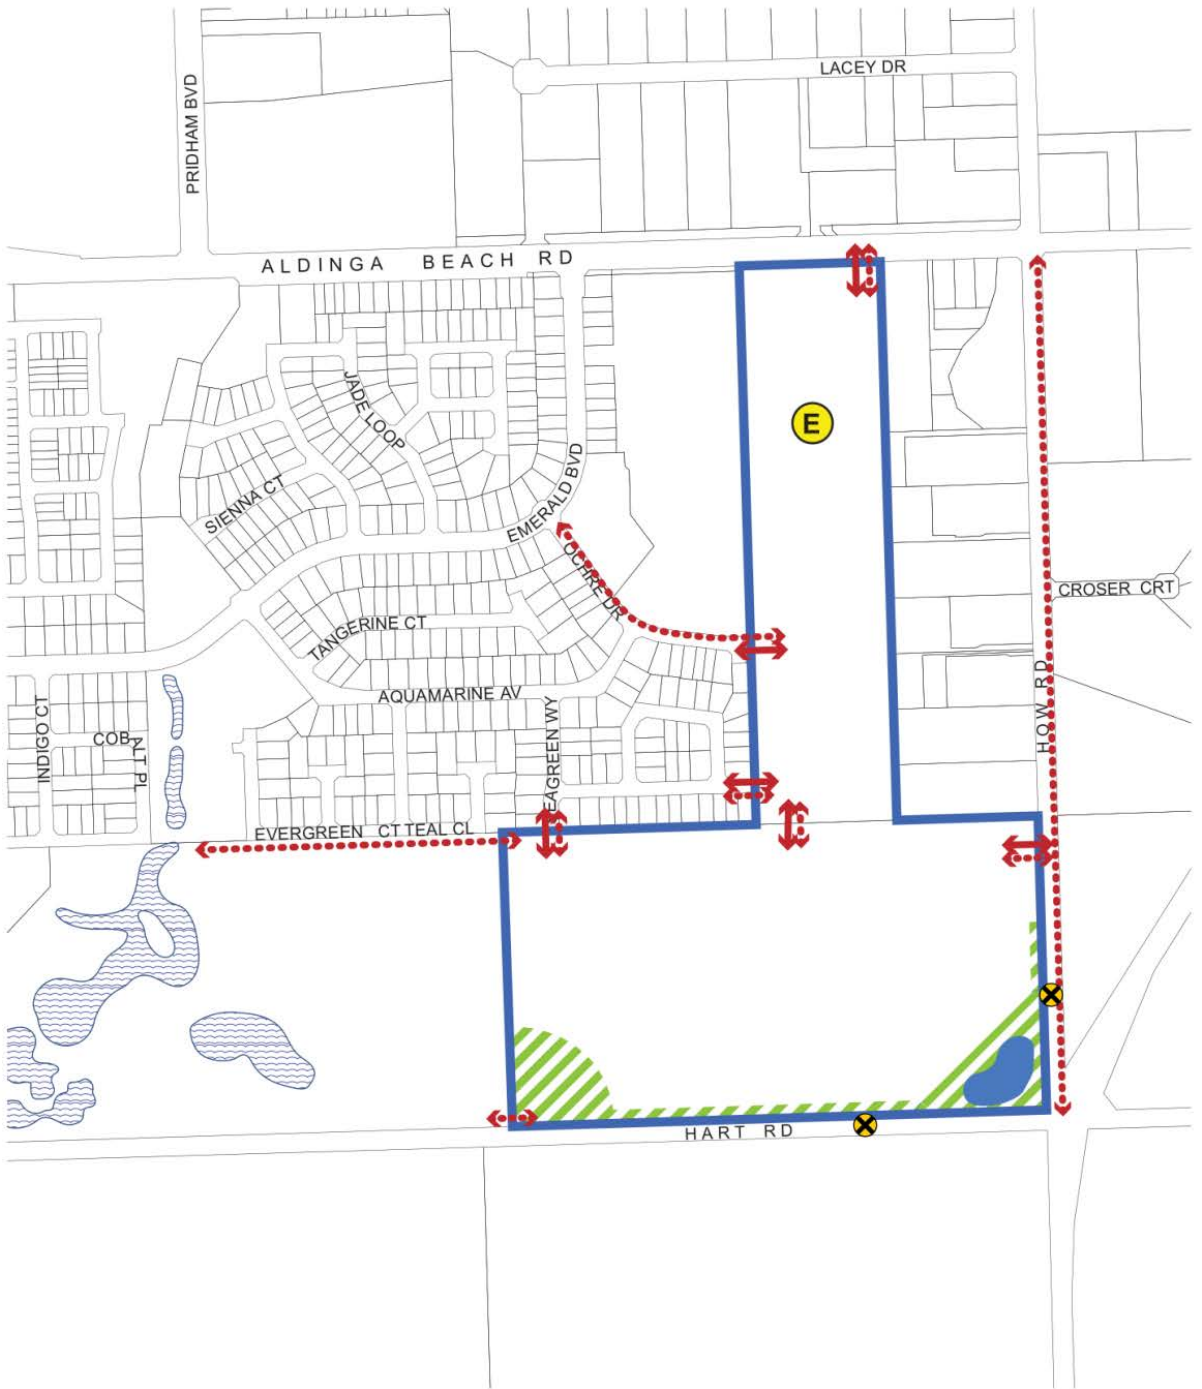 LACEY DR
PRIDHAM BVD
ALDINGA BEACH RD
JADE LOOP
E
EMERALD BVD
SIENNA CT
OCHRE DR
CROSER CRT
TANGERINE CT
AQUAMARINE AV
HOW RD
INDIGO CT
COBALT PL
EAGREEN WY
EVERGREEN CT TEAL CL
HART RD